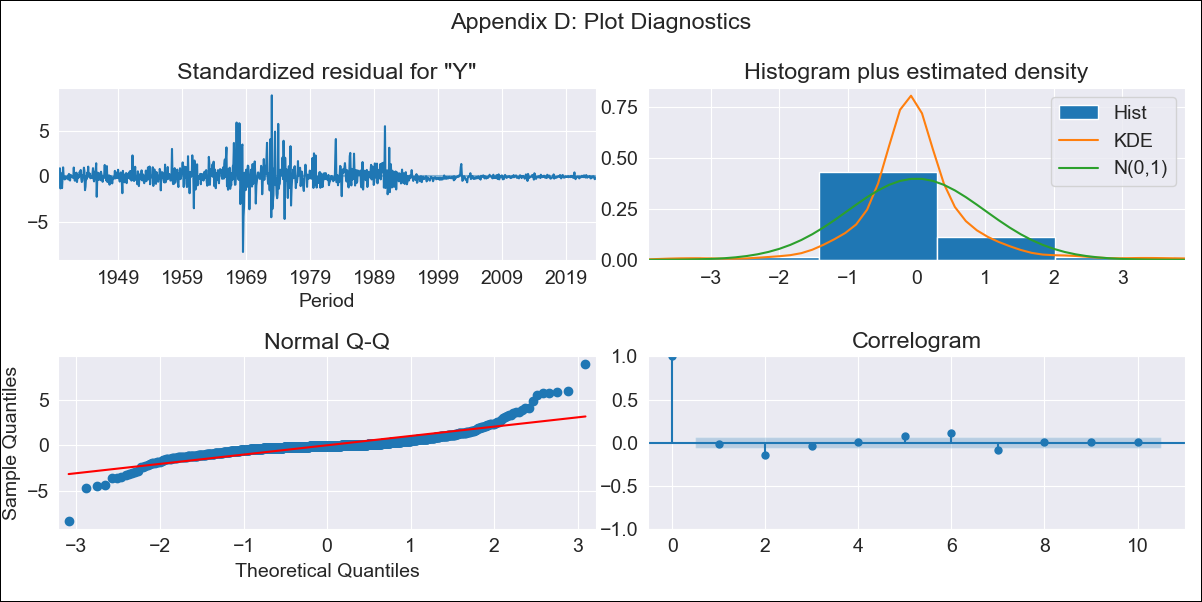 Appendix D: Plot Diagnostics
Standardized residual for "Y"
5
0
−5
1949 1959 1969 1979 1989 1999 2009 2019
Period
Histogram plus estimated density
0.75
0.50
0.25
0.00
−3 −2 −1 0 1 2 3
Hist
KDE
N(0,1)
Normal Q-Q
Sample Quantiles
5
0
−5
−3 −2 −1 0 1 2 3
Theoretical Quantiles
Correlogram
1.0
0.5
0.0
−0.5
−1.0
0 2 4 6 8 10